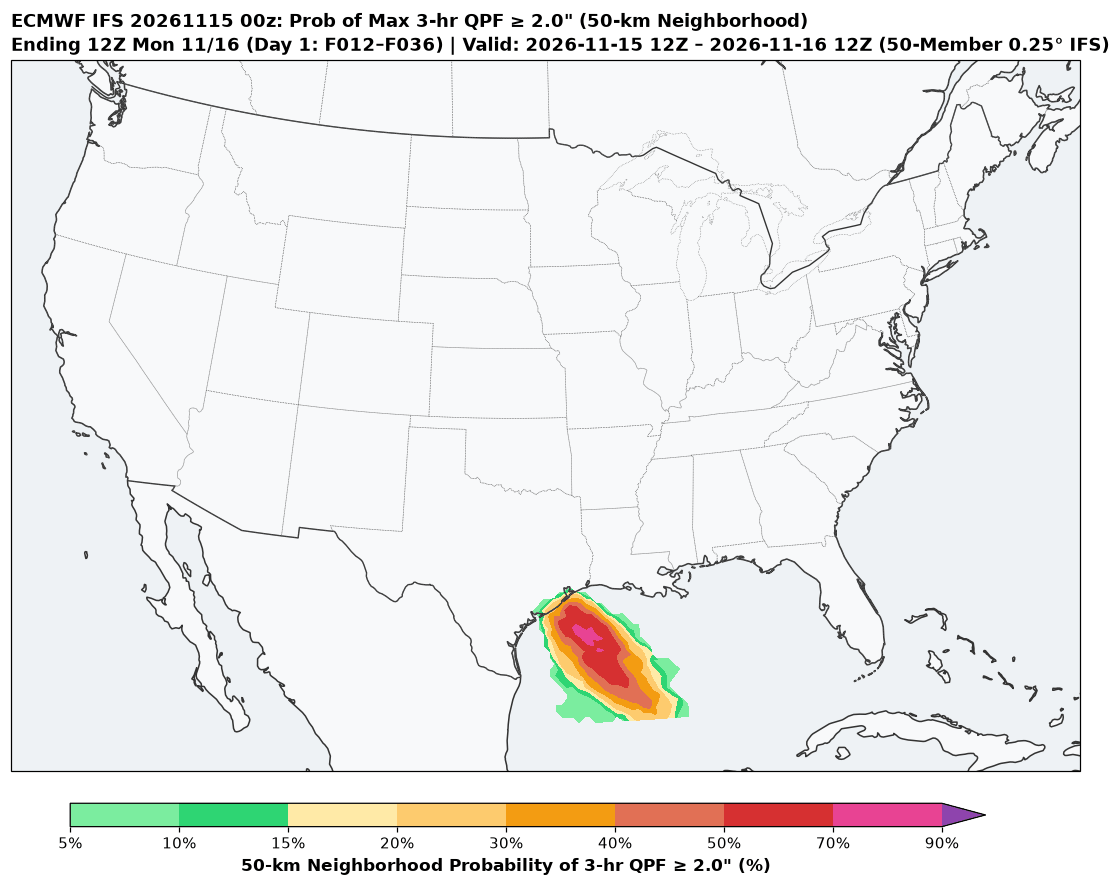 ECMWF IFS 20261115 00z: Prob of Max 3-hr QPF ≥ 2.0" (50-km Neighborhood)
Ending 12Z Mon 11/16 (Day 1: F012–F036) | Valid: 2026-11-15 12Z – 2026-11-16 12Z (50-Member 0.25° IFS)
5% 10% 15% 20% 30% 40% 50% 70% 90%
50-km Neighborhood Probability of 3-hr QPF ≥ 2.0" (%)